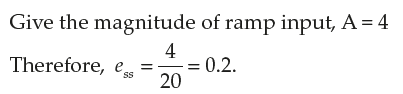 Give the magnitude of ramp input, A = 4
Therefore, e_ss = 4/20 = 0.2.